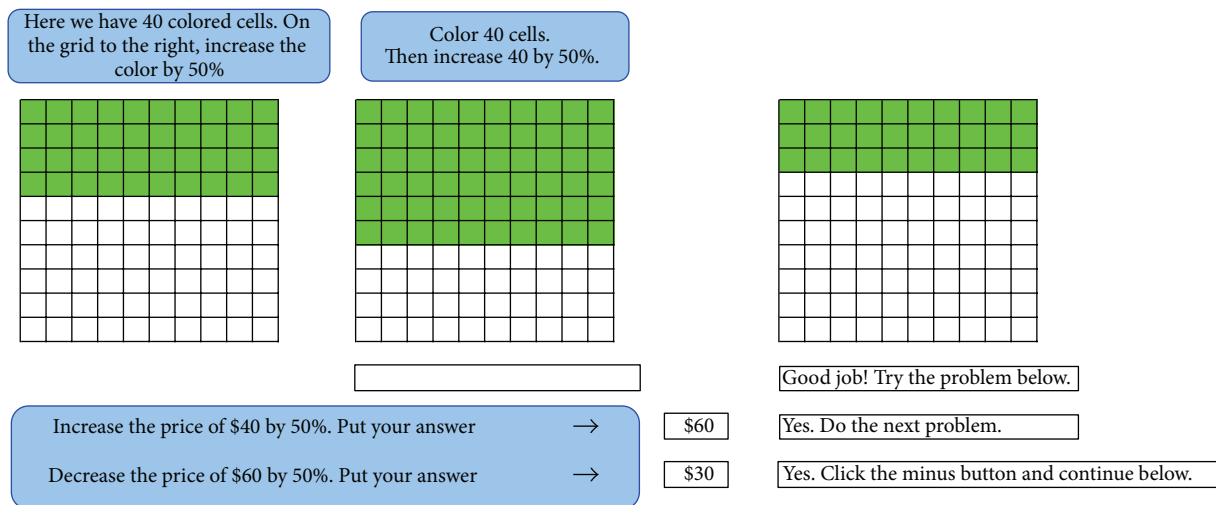 Here we have 40 colored cells. On
the grid to the right, increase the
color by 50%
Color 40 cells.
Then increase 40 by 50%.
Good job! Try the problem below.
Increase the price of $40 by 50%. Put your answer → $60 Yes. Do the next problem.
Decrease the price of $60 by 50%. Put your answer → $30 Yes. Click the minus button and continue below.